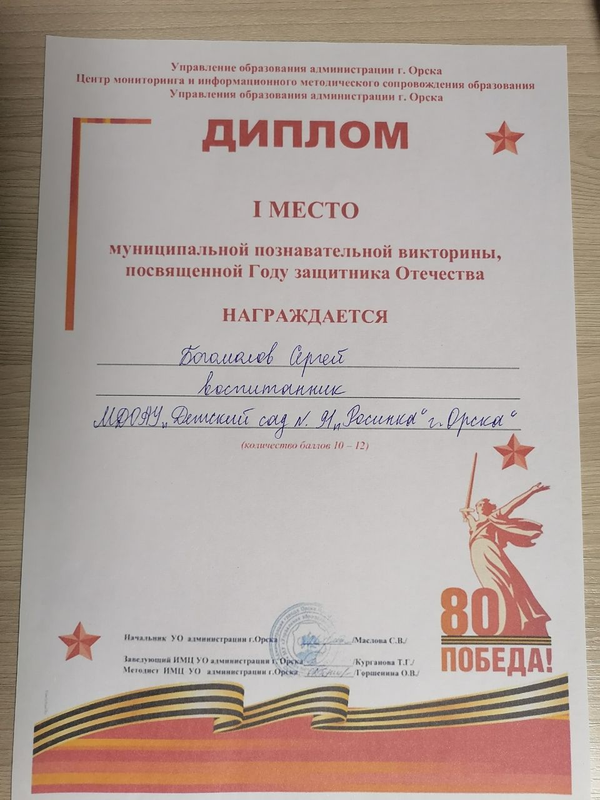 Управление образования администрации г. Орска
Центр мониторинга и информационного методического сопровождения образования
Управления образования администрации г. Орска
ДИПЛОМ
I МЕСТО
муниципальной познавательной викторины,
посвященной Году защитника Отечества
НАГРАЖДАЕТСЯ
Богомолов Сергей
воспитанник
МДОАУ „Детский сад N. 91 „Росинка“ г. Орска“
(количество баллов 10 – 12)
80
ПОБЕДА!
Начальник УО администрации г.Орска /Маслова С.В./
Заведующий ИМЦ УО администрации г.Орска /Курганова Т.Г./
Методист ИМЦ УО администрации г.Орска /Торшенина О.В./